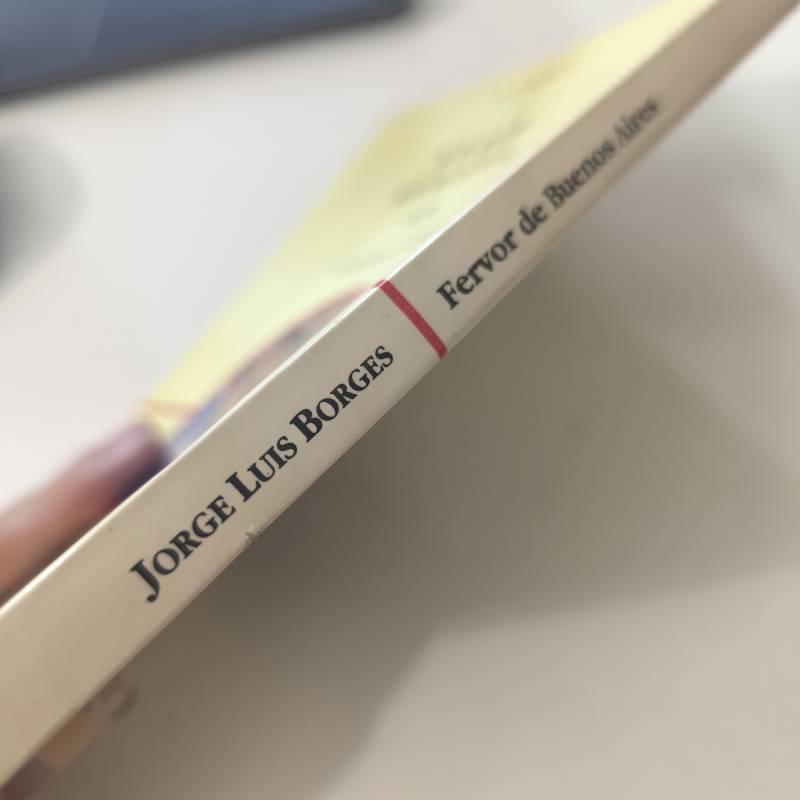 JORGE LUIS BORGES
Fervor de Buenos Aires